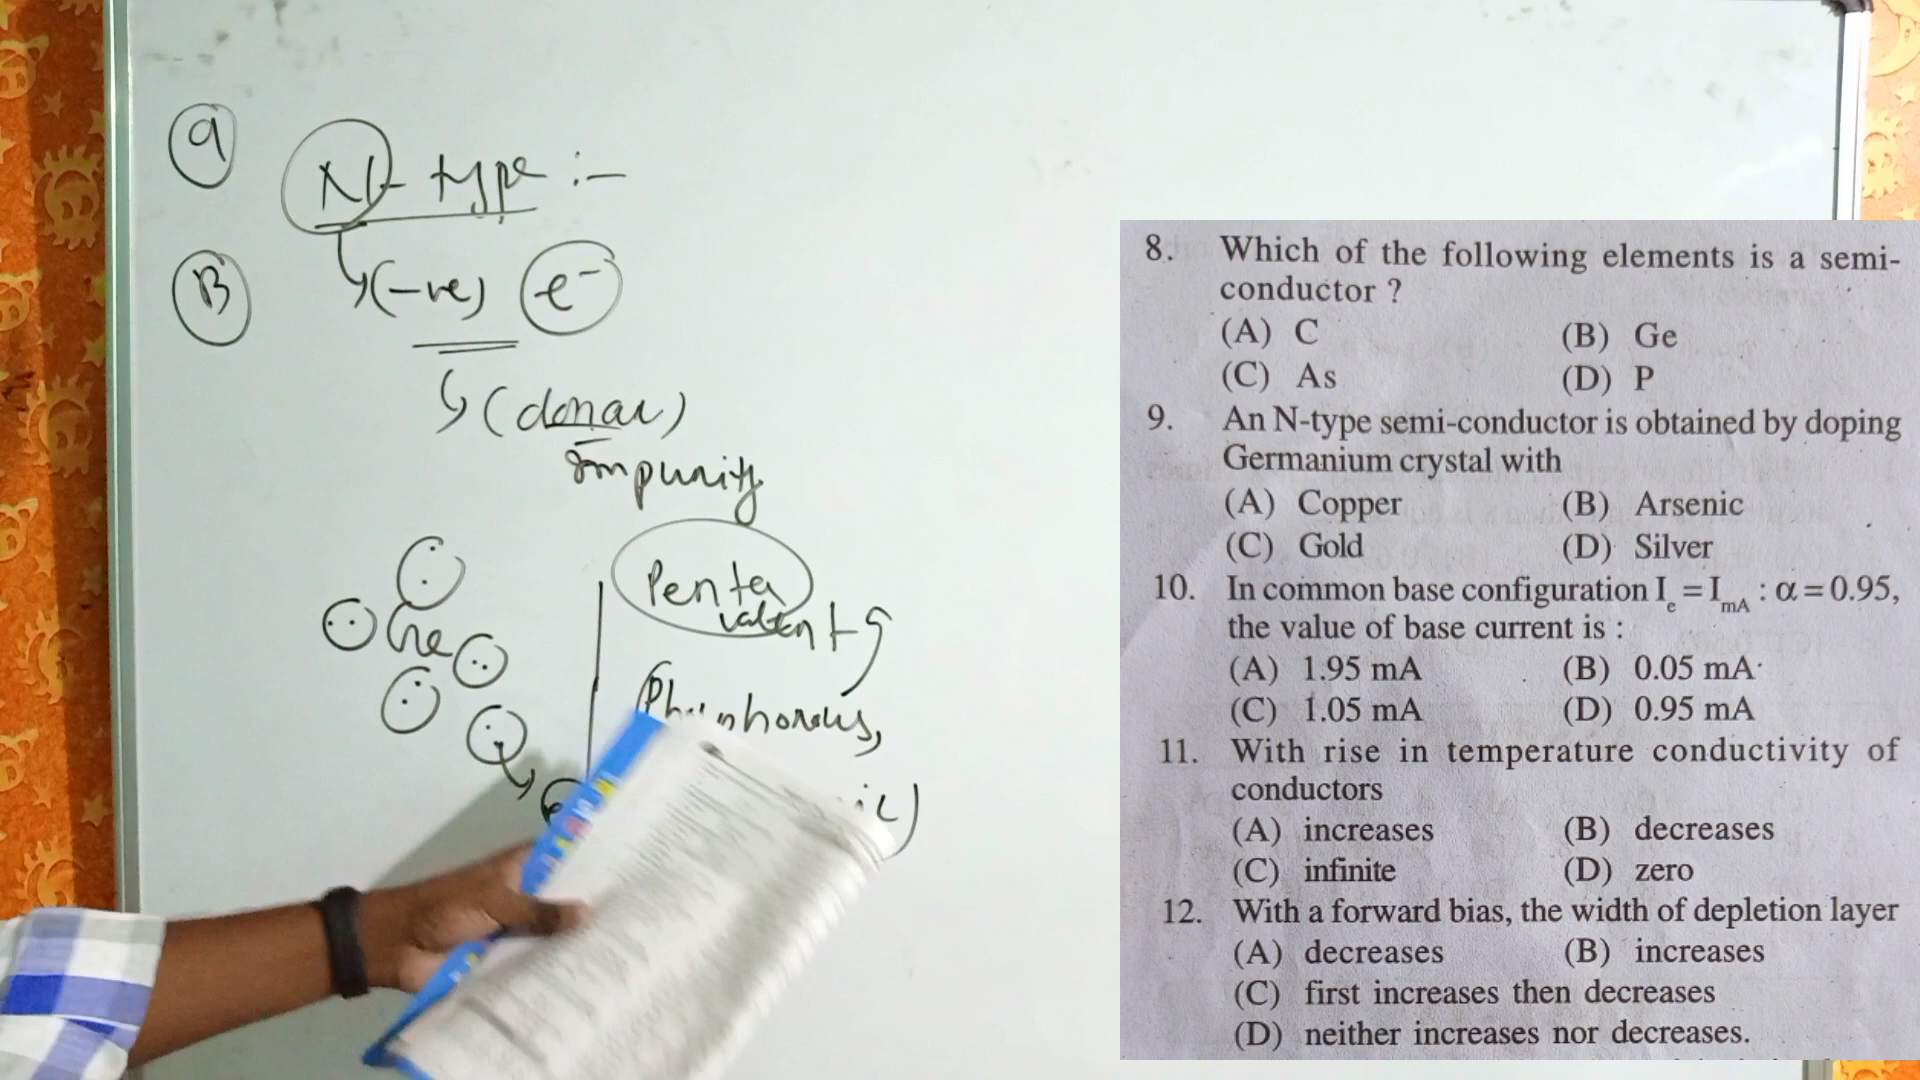 9
N- type :-
B
(-ve) e-
(donar)
Impurity
Penta
valent
Ge
8. Which of the following elements is a semi-
conductor ?
(A) C (B) Ge
(C) As (D) P
9. An N-type semi-conductor is obtained by doping
Germanium crystal with
(A) Copper (B) Arsenic
(C) Gold (D) Silver
10. In common base configuration Ie = ImA : α = 0.95,
the value of base current is :
(A) 1.95 mA (B) 0.05 mA
(C) 1.05 mA (D) 0.95 mA
11. With rise in temperature conductivity of
conductors
(A) increases (B) decreases
(C) infinite (D) zero
12. With a forward bias, the width of depletion layer
(A) decreases (B) increases
(C) first increases then decreases
(D) neither increases nor decreases.